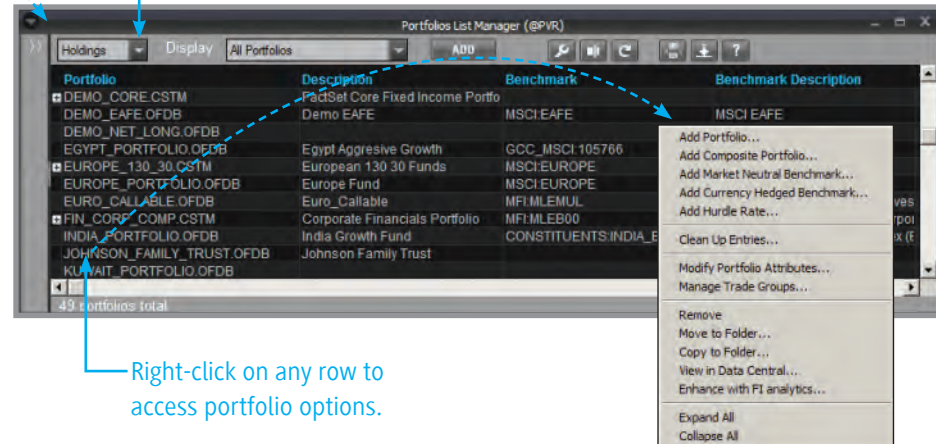 Portfolios List Manager (@PVR)
Holdings Display All Portfolios ADD ?
Portfolio Description Benchmark Benchmark Description
DEMO_CORE.CSTM FactSet Core Fixed Income Portfo
DEMO_EAFE.OFDB Demo EAFE MSCI:EAFE MSCI EAFE
DEMO_NET_LONG.OFDB
EGYPT_PORTFOLIO.OFDB Egypt Aggresive Growth GCC_MSCI:105766
EUROPE_130_30.CSTM European 130 30 Funds MSCI:EUROPE
EUROPE_PORTFOLIO.OFDB Europe Fund MSCI:EUROPE
EURO_CALLABLE.OFDB Euro_Callable MFI:MLEMUL ves
FIN_CORP_COMP.CSTM Corporate Financials Portfolio MFI:MLEB00 rpor
INDIA_PORTFOLIO.OFDB India Growth Fund CONSTITUENTS:INDIA_E ex (E
JOHNSON_FAMILY_TRUST.OFDB Johnson Family Trust
KUWAIT_PORTFOLIO.OFDB
49 portfolios total
Add Portfolio...
Add Composite Portfolio...
Add Market Neutral Benchmark...
Add Currency Hedged Benchmark...
Add Hurdle Rate...
Clean Up Entries...
Modify Portfolio Attributes...
Manage Trade Groups...
Remove
Move to Folder...
Copy to Folder...
View in Data Central...
Enhance with FI analytics...
Expand All
Collapse All
Right-click on any row to
access portfolio options.